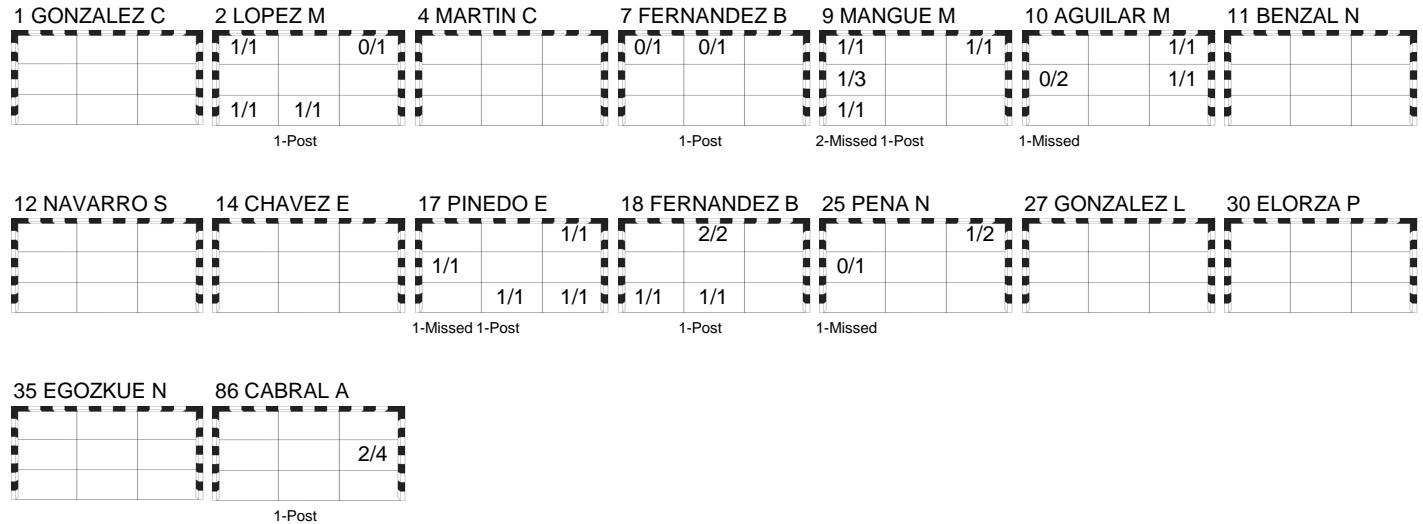 1 GONZALEZ C 2 LOPEZ M 4 MARTIN C 7 FERNANDEZ B 9 MANGUE M 10 AGUILAR M 11 BENZAL N
1/1 0/1 0/1 0/1 1/1 1/1 1/1
1/3 0/2 1/1
1/1 1/1 1/1
1-Post 1-Post 2-Missed 1-Post 1-Missed
12 NAVARRO S 14 CHAVEZ E 17 PINEDO E 18 FERNANDEZ B 25 PENA N 27 GONZALEZ L 30 ELORZA P
1/1 2/2 1/2
1/1 0/1
1/1 1/1 1/1 1/1
1-Missed 1-Post 1-Post 1-Missed
35 EGOZKUE N 86 CABRAL A
2/4
1-Post